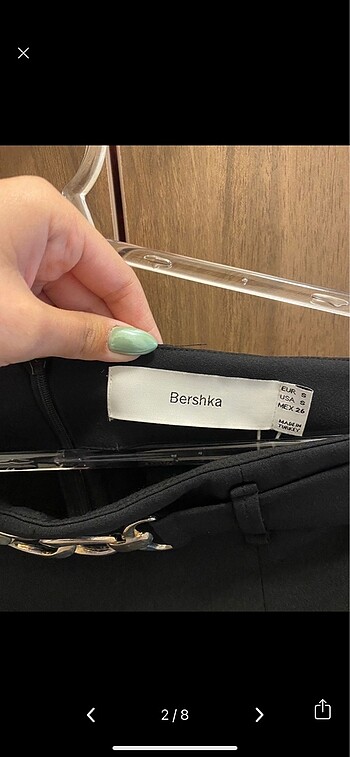 Bershka
EUR S
USA S
MEX 26
MADE IN
TURKEY
2/8